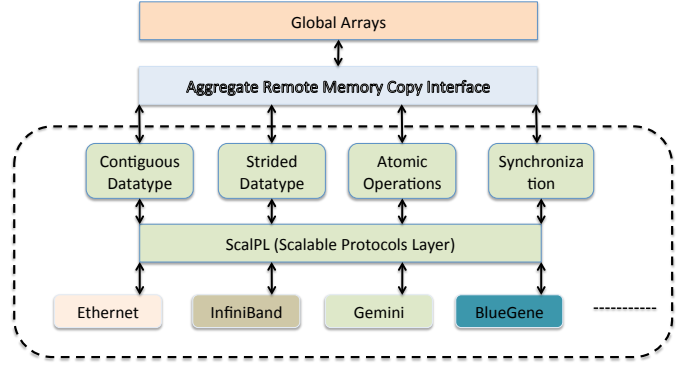 Global Arrays
Aggregate Remote Memory Copy Interface
Contiguous
Datatype
Strided
Datatype
Atomic
Operations
Synchroniza
tion
ScalPL (Scalable Protocols Layer)
Ethernet
InfiniBand
Gemini
BlueGene